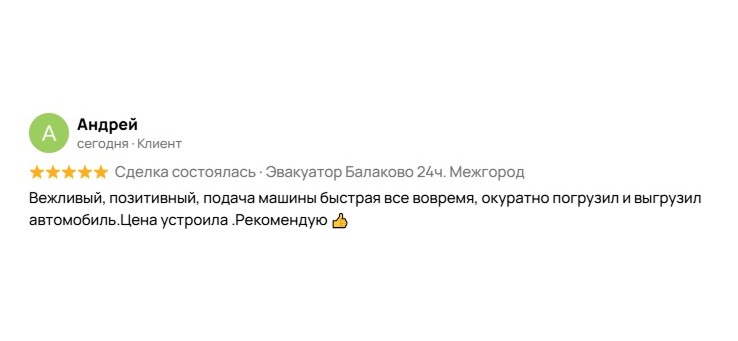 А
Андрей
сегодня · Клиент
Сделка состоялась · Эвакуатор Балаково 24ч. Межгород
Вежливый, позитивный, подача машины быстрая все вовремя, окуратно погрузил и выгрузил
автомобиль.Цена устроила .Рекомендую 👍